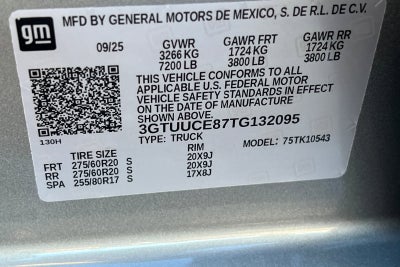 gm
MFD BY GENERAL MOTORS DE MEXICO, S. DE R.L. DE C.V.
09/25 GVWR GAWR FRT GAWR RR
3266 KG 1724 KG 1724 KG
7200 LB 3800 LB 3800 LB
THIS VEHICLE CONFORMS TO ALL
APPLICABLE U.S. FEDERAL MOTOR
VEHICLE SAFETY STANDARDS IN EFFECT
ON THE DATE OF MANUFACTURE
SHOWN ABOVE.
3GTUUCE87TG132095
TYPE: TRUCK MODEL: 75TK10543
130H
TIRE SIZE RIM
FRT 275/60R20 S 20X9J
RR 275/60R20 S 20X9J
SPA 255/80R17 S 17X8J